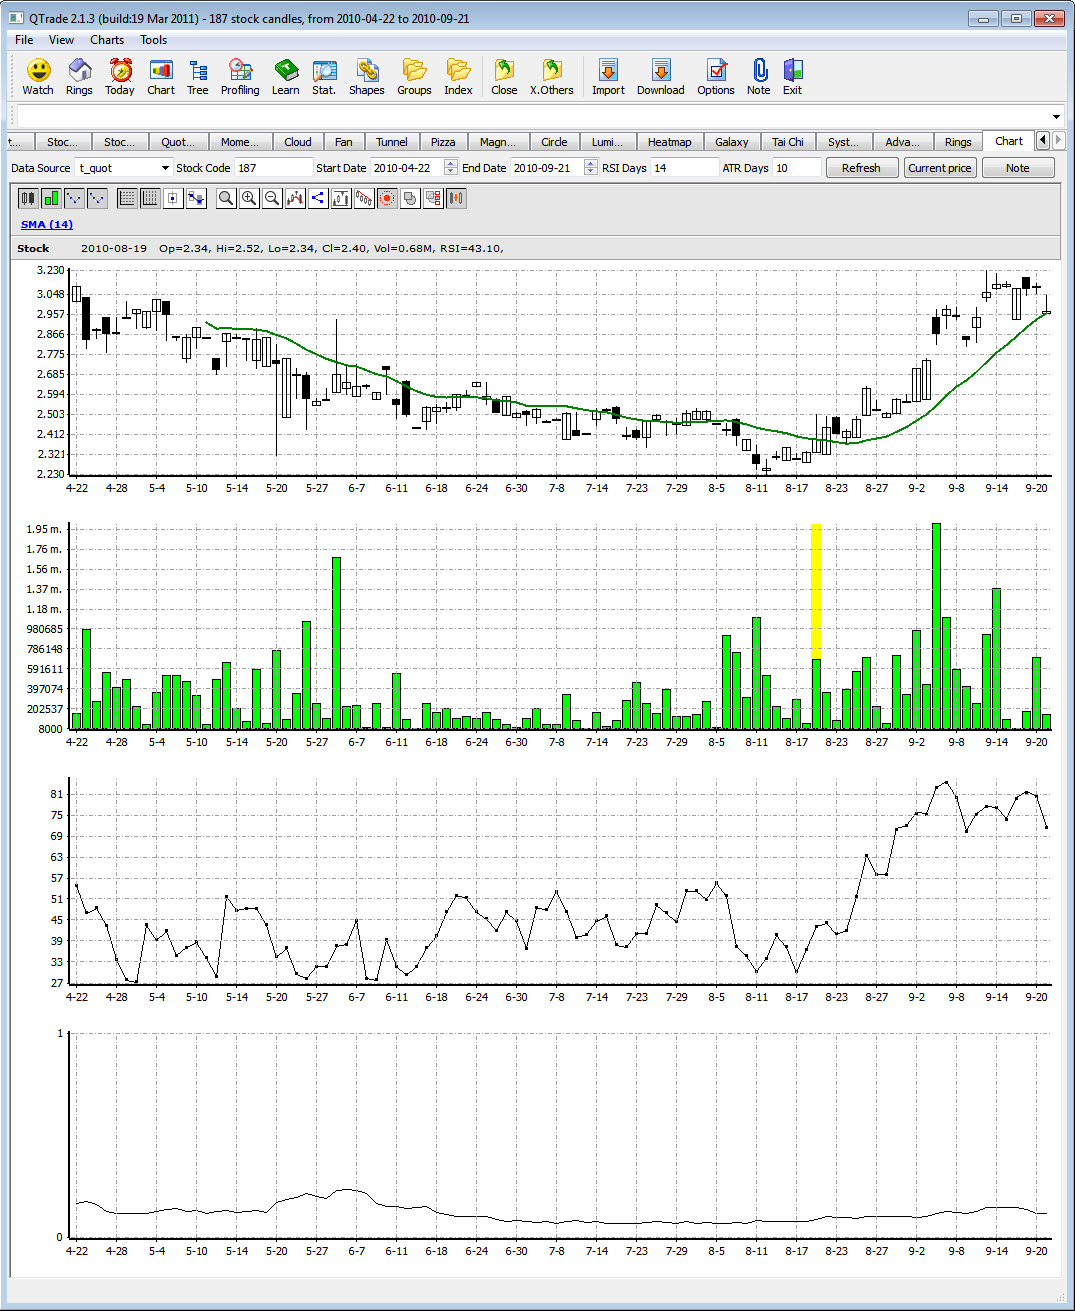 QTrade 2.1.3 (build:19 Mar 2011) - 187 stock candles, from 2010-04-22 to 2010-09-21
File View Charts Tools
Watch Rings Today Chart Tree Profiling Learn Stat. Shapes Groups Index Close X.Others Import Download Options Note Exit
t... Stoc... Stoc... Quot... Mome... Cloud Fan Tunnel Pizza Magn... Circle Lumi... Heatmap Galaxy Tai Chi Syst... Adva... Rings Chart
Data Source t_quot Stock Code 187 Start Date 2010-04-22 End Date 2010-09-21 RSI Days 14 ATR Days 10 Refresh Current price Note
SMA (14)
Stock 2010-08-19 Op=2.34, Hi=2.52, Lo=2.34, Cl=2.40, Vol=0.68M, RSI=43.10,
3.230
3.048
2.957
2.866
2.775
2.685
2.594
2.503
2.412
2.321
2.230
4-22 4-28 5-4 5-10 5-14 5-20 5-27 6-7 6-11 6-18 6-24 6-30 7-8 7-14 7-23 7-29 8-5 8-11 8-17 8-23 8-27 9-2 9-8 9-14 9-20
1.95 m.
1.76 m.
1.56 m.
1.37 m.
1.18 m.
980685
786148
591611
397074
202537
8000
4-22 4-28 5-4 5-10 5-14 5-20 5-27 6-7 6-11 6-18 6-24 6-30 7-8 7-14 7-23 7-29 8-5 8-11 8-17 8-23 8-27 9-2 9-8 9-14 9-20
81
75
69
63
57
51
45
39
33
27
4-22 4-28 5-4 5-10 5-14 5-20 5-27 6-7 6-11 6-18 6-24 6-30 7-8 7-14 7-23 7-29 8-5 8-11 8-17 8-23 8-27 9-2 9-8 9-14 9-20
1
0
4-22 4-28 5-4 5-10 5-14 5-20 5-27 6-7 6-11 6-18 6-24 6-30 7-8 7-14 7-23 7-29 8-5 8-11 8-17 8-23 8-27 9-2 9-8 9-14 9-20